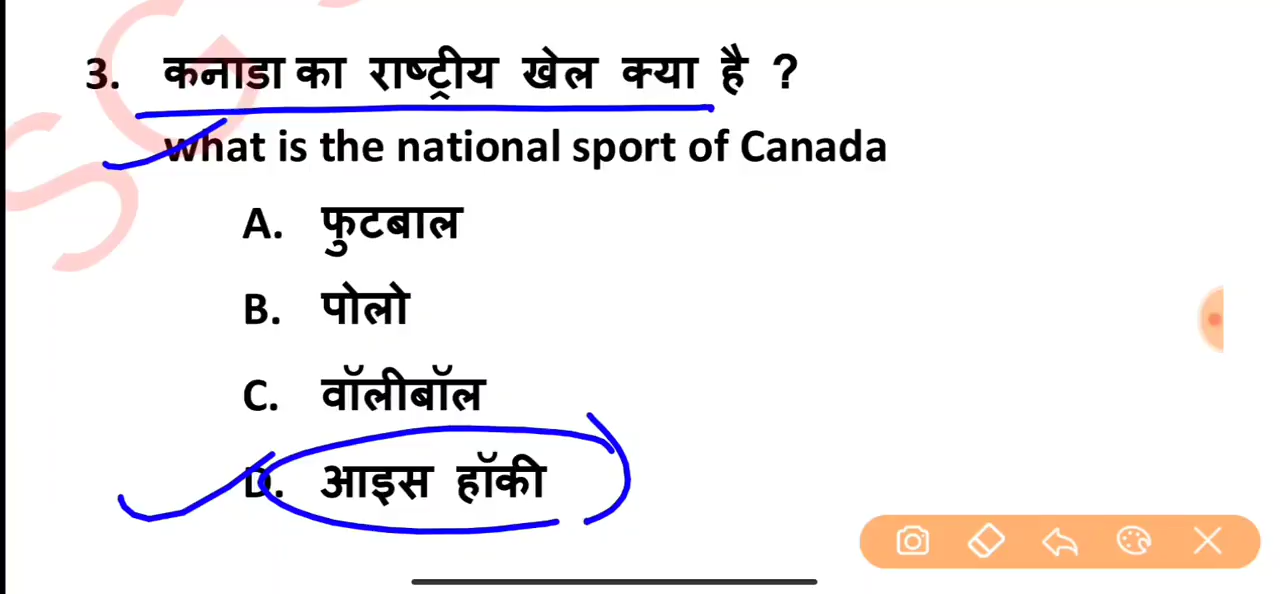 3. कनाडा का राष्ट्रीय खेल क्या है ?
what is the national sport of Canada
A. फुटबाल
B. पोलो
C. वॉलीबॉल
D. आइस हॉकी